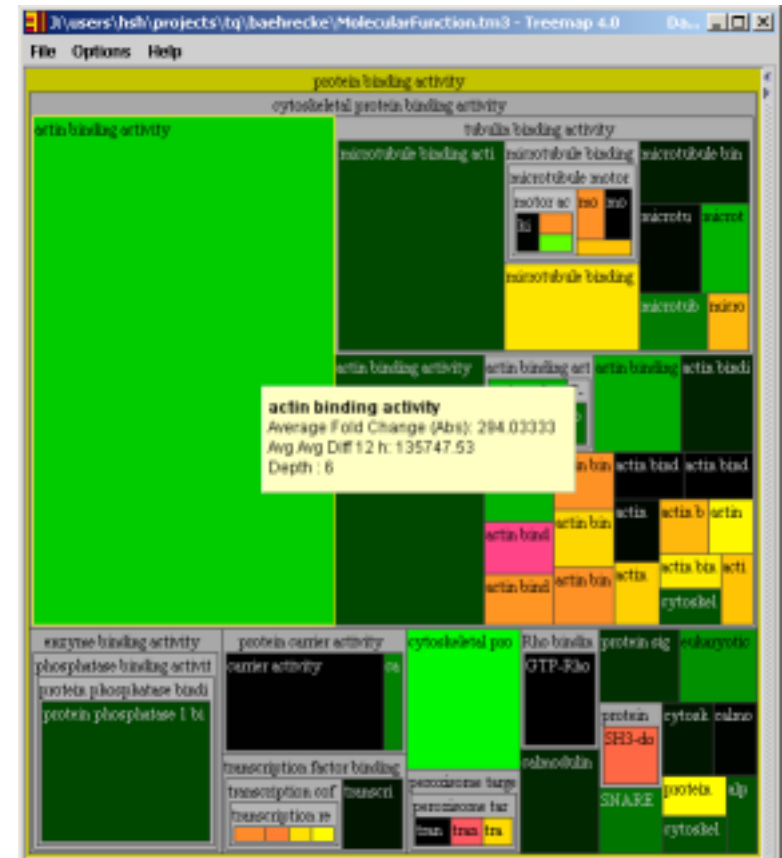 J(\users\hsh\projects\tq\baehrecke\MolecularFunction.tm3 - Treemap 4.0 Da...
File Options Help
protein binding activity
cytoskeletal protein binding activity
actin binding activity
tubulin binding activity
microtubule binding acti
microtubule binding
microtubule bin
microtubule motor
motor ac
mo
mo
ki
microtu
microt
microtubule binding
microtub
micro
actin binding activity
actin binding act
actin binding
actin bindi
actin binding activity
Average Fold Change (Abs): 294.03333
Avg Avg Diff 12 h: 135747.53
Depth : 6
n bin
actin bind
actin bind
actin bind
actin bin
actin
actin b
actin
actin bind
actin bin
actin
actin bin
acti
cytoskel
enzyme binding activity
protein carrier activity
cytoskeletal pro
Rho bindin
protein sig
eukaryotic
phosphatase binding activit
carrier activity
ca
GTP-Rho
protein phosphatase bindi
protein phosphatase 1 bi
protein
cytosk
calmo
SH3-do
transcription factor binding
peroxisome targe
calmodulin
transcription cof
transcri
peroxisome tar
SNARE
protein
alp
transcription re
tran
tran
tra
cytoskel